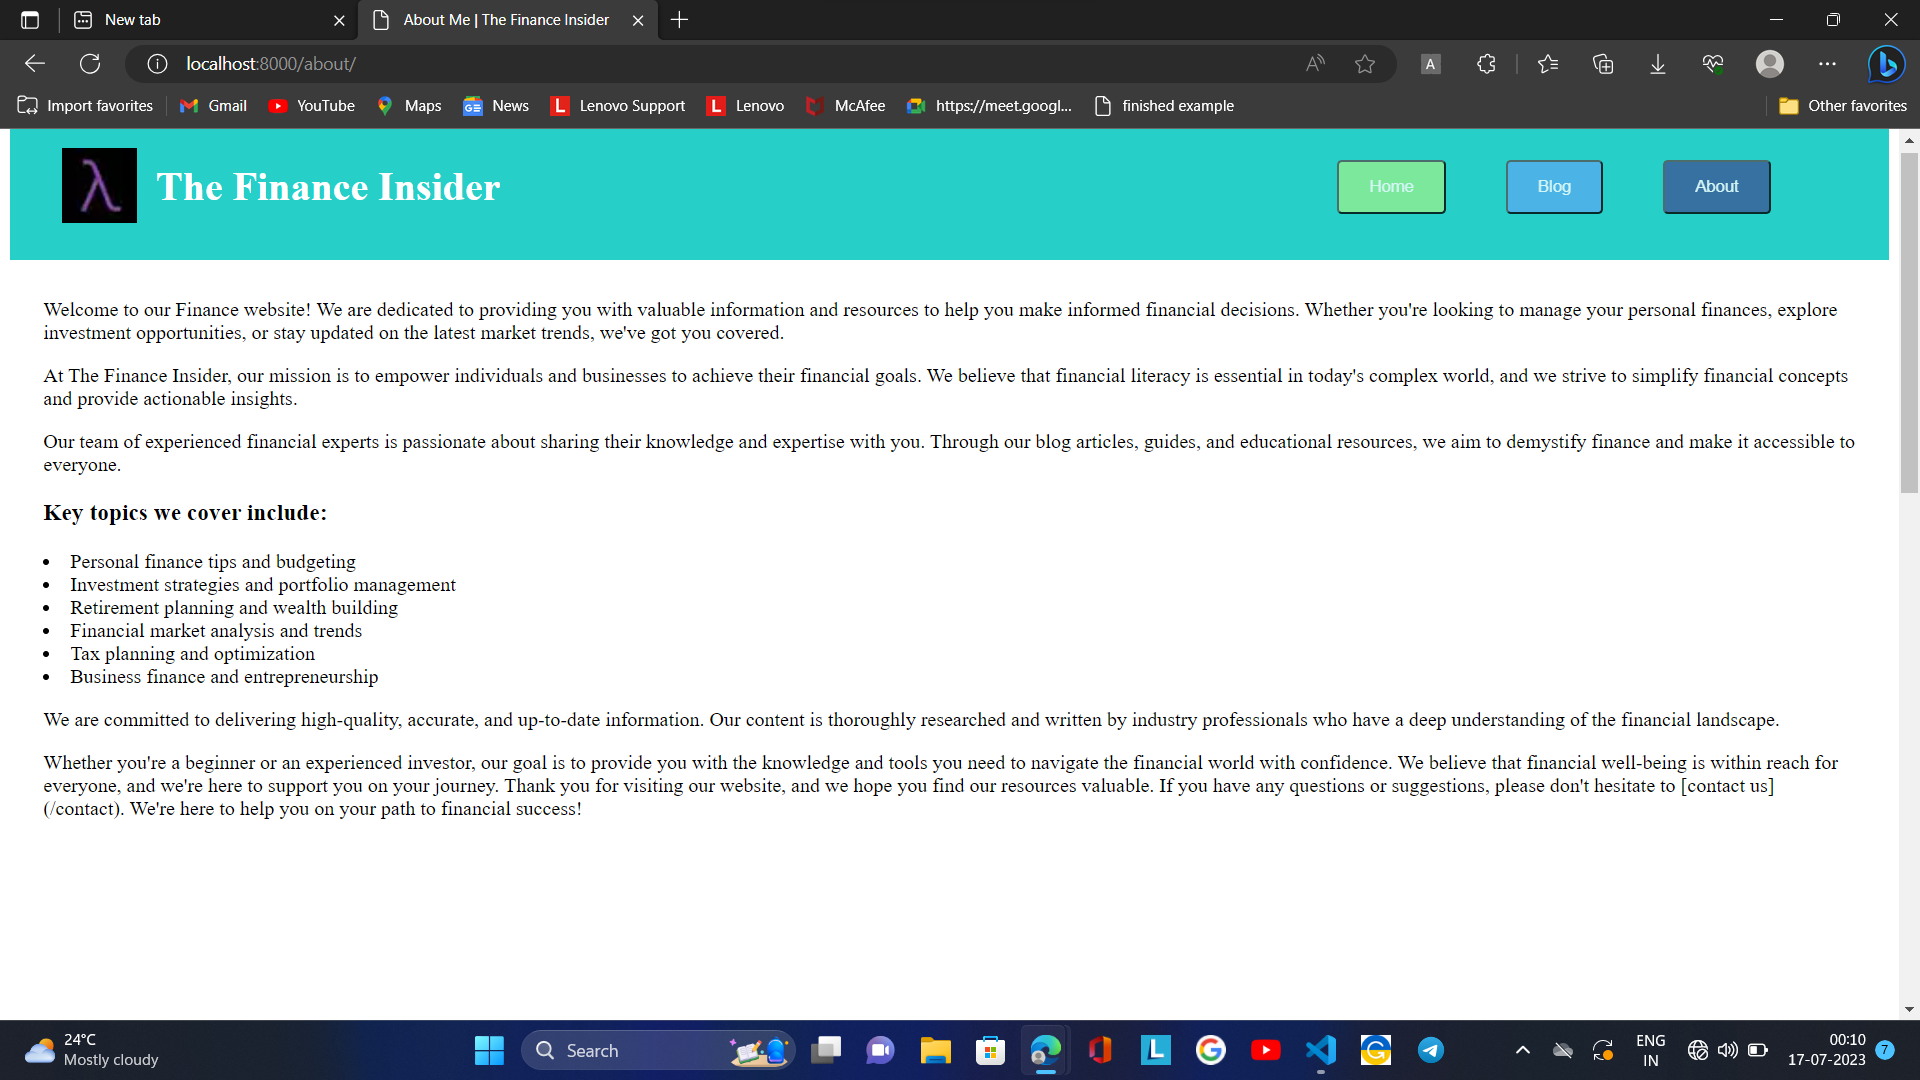 New tab
About Me | The Finance Insider
localhost:8000/about/
A
Import favorites
Gmail
YouTube
Maps
News
Lenovo Support
Lenovo
McAfee
https://meet.googl...
finished example
Other favorites
λ
The Finance Insider
Home
Blog
About
Welcome to our Finance website! We are dedicated to providing you with valuable information and resources to help you make informed financial decisions. Whether you're looking to manage your personal finances, explore
investment opportunities, or stay updated on the latest market trends, we've got you covered.
At The Finance Insider, our mission is to empower individuals and businesses to achieve their financial goals. We believe that financial literacy is essential in today's complex world, and we strive to simplify financial concepts
and provide actionable insights.
Our team of experienced financial experts is passionate about sharing their knowledge and expertise with you. Through our blog articles, guides, and educational resources, we aim to demystify finance and make it accessible to
everyone.
Key topics we cover include:
• Personal finance tips and budgeting
• Investment strategies and portfolio management
• Retirement planning and wealth building
• Financial market analysis and trends
• Tax planning and optimization
• Business finance and entrepreneurship
We are committed to delivering high-quality, accurate, and up-to-date information. Our content is thoroughly researched and written by industry professionals who have a deep understanding of the financial landscape.
Whether you're a beginner or an experienced investor, our goal is to provide you with the knowledge and tools you need to navigate the financial world with confidence. We believe that financial well-being is within reach for
everyone, and we're here to support you on your journey. Thank you for visiting our website, and we hope you find our resources valuable. If you have any questions or suggestions, please don't hesitate to [contact us]
(/contact). We're here to help you on your path to financial success!
24°C
Mostly cloudy
Search
ENG
IN
00:10
17-07-2023
7